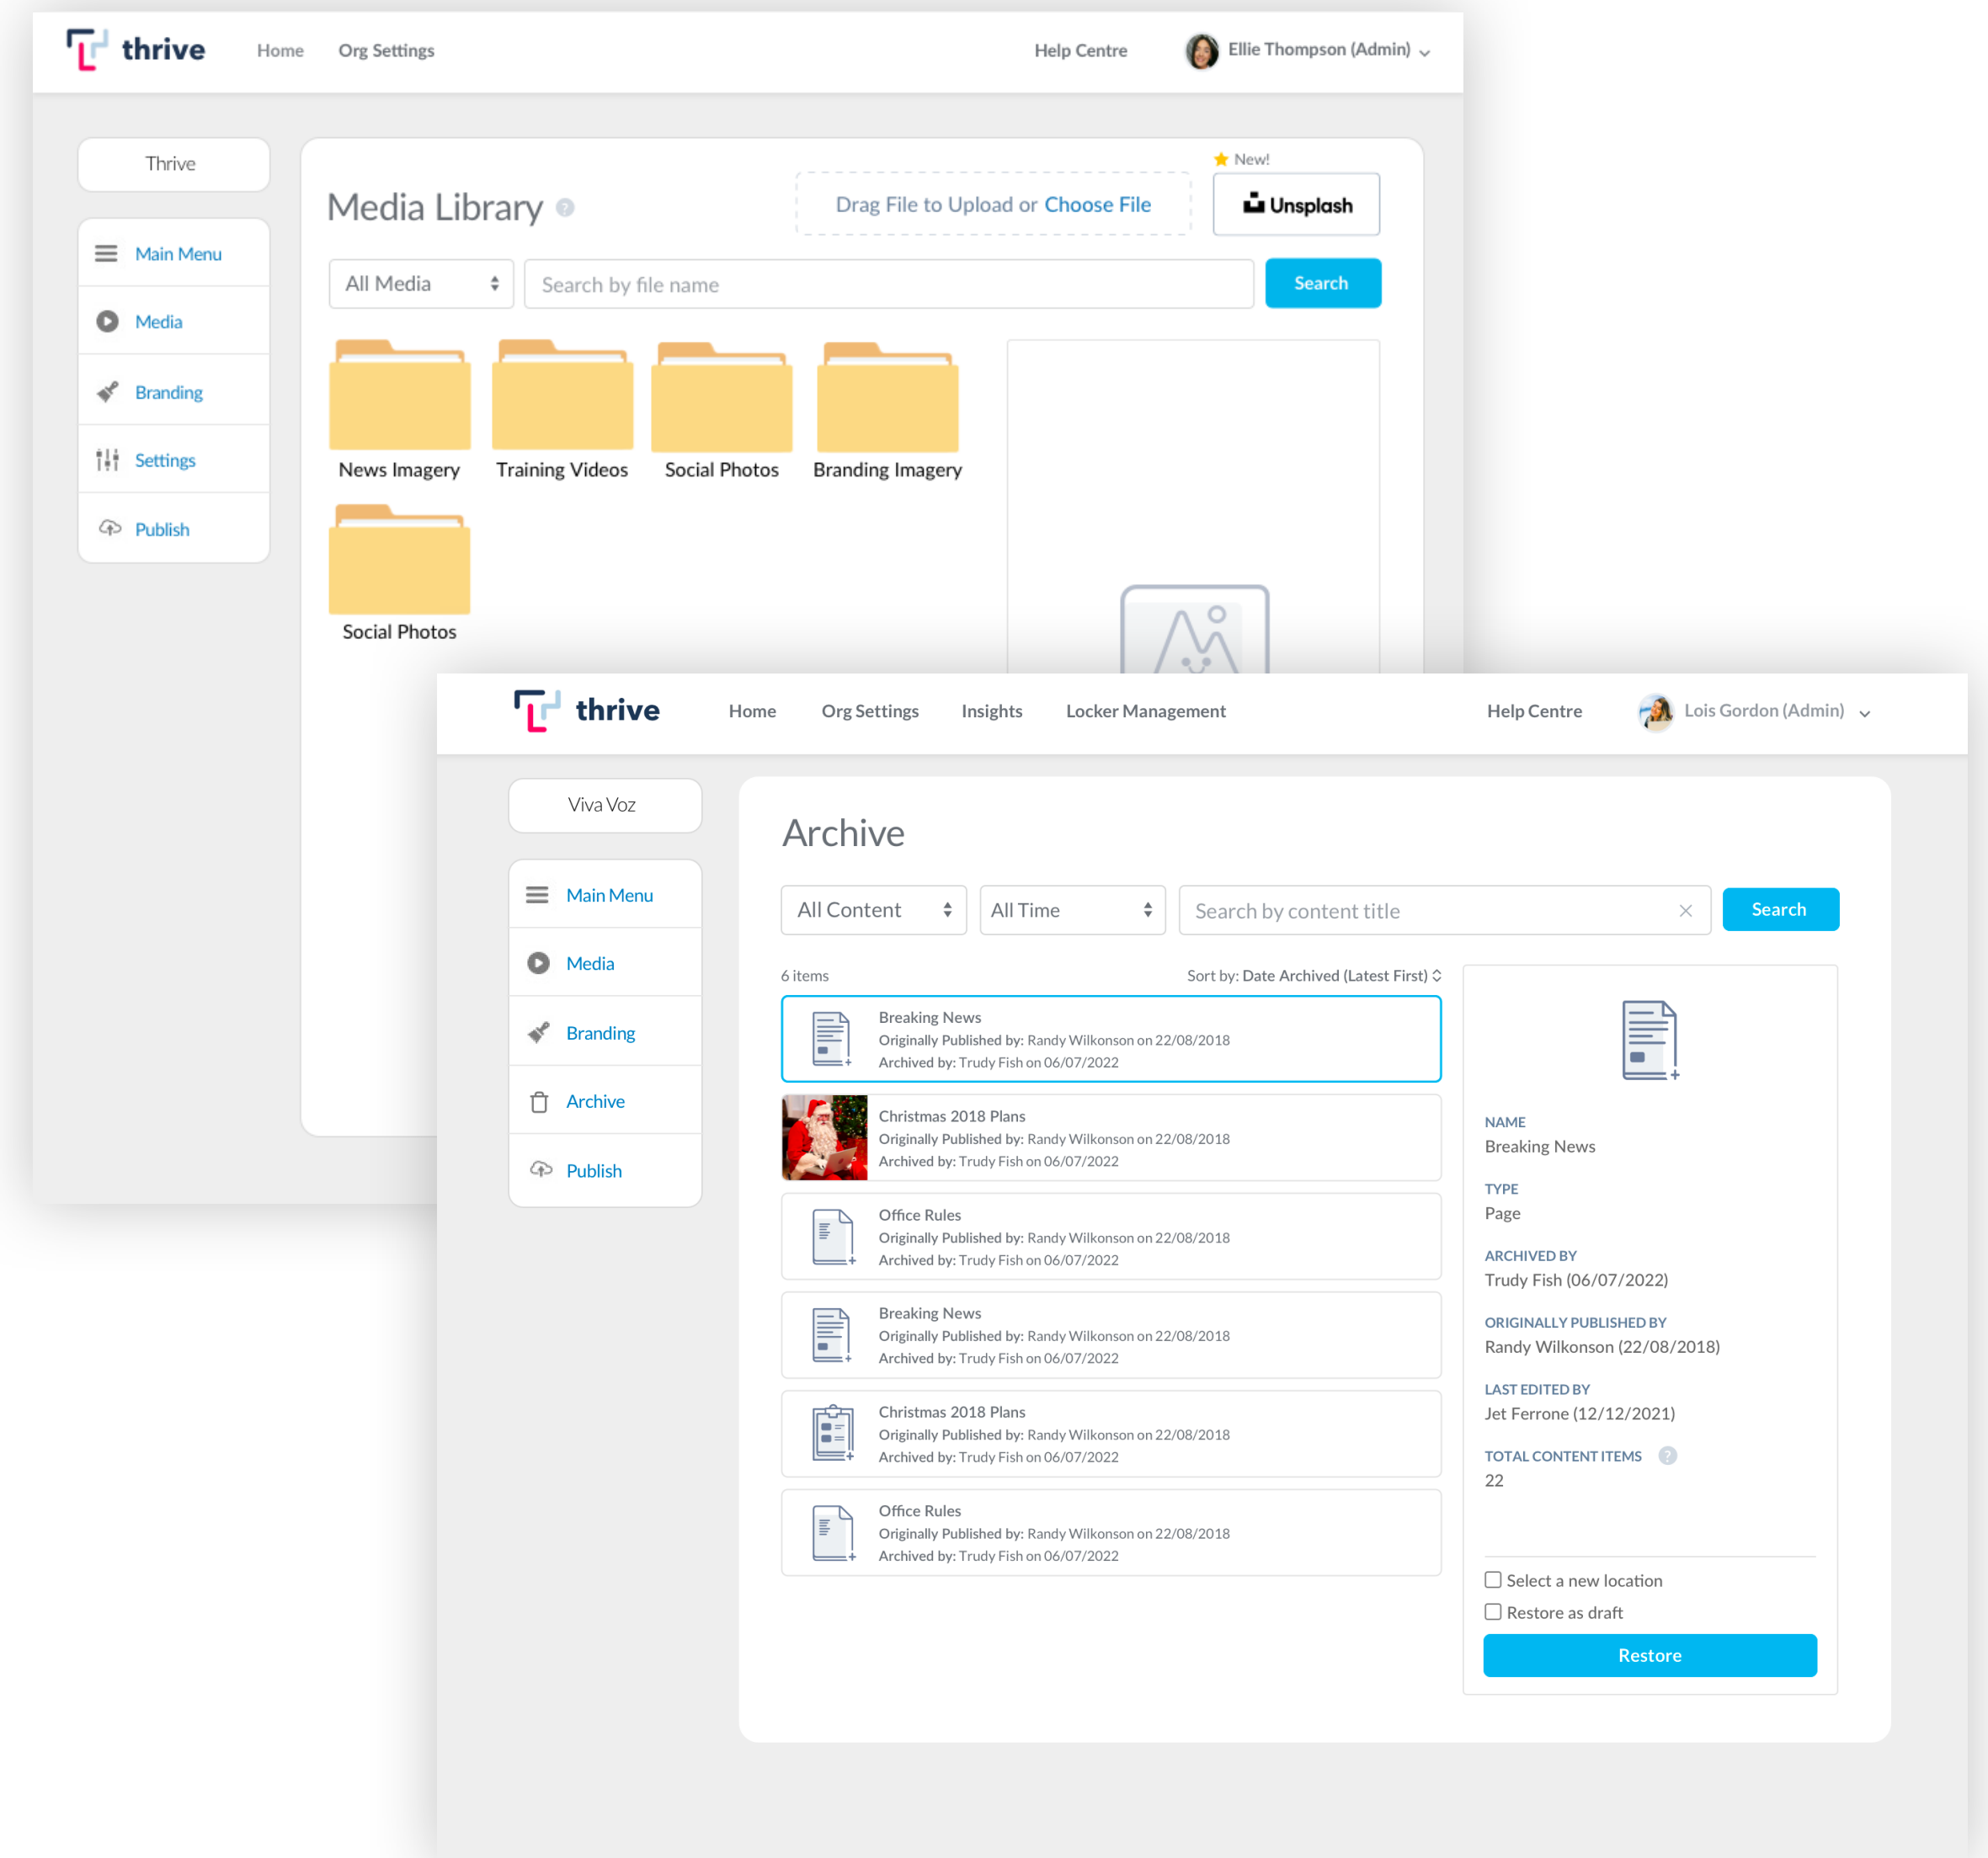 thrive
Home
Org Settings
Help Centre
Ellie Thompson (Admin)
Thrive
Main Menu
Media
Branding
Settings
Publish
Media Library ?
Drag File to Upload or Choose File
New!
Unsplash
All Media
Search by file name
Search
News Imagery
Training Videos
Social Photos
Branding Imagery
Social Photos
thrive
Home
Org Settings
Insights
Locker Management
Help Centre
Lois Gordon (Admin)
Viva Voz
Main Menu
Media
Branding
Archive
Publish
Archive
All Content
All Time
Search by content title
Search
6 items
Sort by: Date Archived (Latest First)
Breaking News
Originally Published by: Randy Wilkonson on 22/08/2018
Archived by: Trudy Fish on 06/07/2022
Christmas 2018 Plans
Originally Published by: Randy Wilkonson on 22/08/2018
Archived by: Trudy Fish on 06/07/2022
Office Rules
Originally Published by: Randy Wilkonson on 22/08/2018
Archived by: Trudy Fish on 06/07/2022
Breaking News
Originally Published by: Randy Wilkonson on 22/08/2018
Archived by: Trudy Fish on 06/07/2022
Christmas 2018 Plans
Originally Published by: Randy Wilkonson on 22/08/2018
Archived by: Trudy Fish on 06/07/2022
Office Rules
Originally Published by: Randy Wilkonson on 22/08/2018
Archived by: Trudy Fish on 06/07/2022
NAME
Breaking News
TYPE
Page
ARCHIVED BY
Trudy Fish (06/07/2022)
ORIGINALLY PUBLISHED BY
Randy Wilkonson (22/08/2018)
LAST EDITED BY
Jet Ferrone (12/12/2021)
TOTAL CONTENT ITEMS ?
22
Select a new location
Restore as draft
Restore